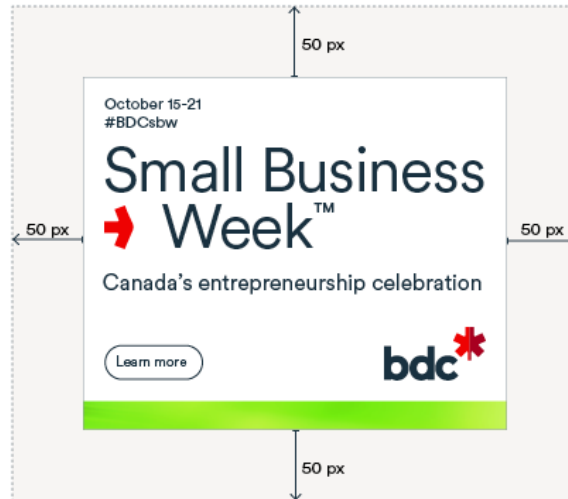 50 px
October 15-21
#BDCsbw
Small Business
Week™
50 px
50 px
Canada's entrepreneurship celebration
Learn more
bdc
50 px